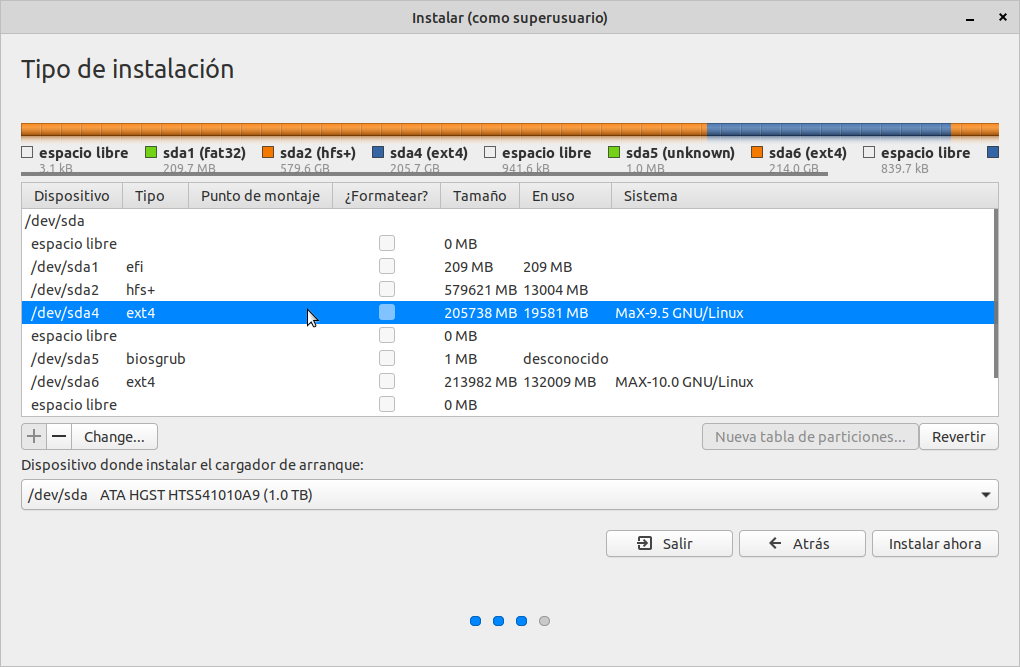 Instalar (como superusuario)
Tipo de instalación
espacio libre sda1 (fat32) sda2 (hfs+) sda4 (ext4) espacio libre sda5 (unknown) sda6 (ext4) espacio libre
3.1 kB 209.7 MB 579.6 GB 205.7 GB 941.6 kB 1.0 MB 214.0 GB 839.7 kB
Dispositivo Tipo Punto de montaje ¿Formatear? Tamaño En uso Sistema
/dev/sda
espacio libre 0 MB
/dev/sda1 efi 209 MB 209 MB
/dev/sda2 hfs+ 579621 MB 13004 MB
/dev/sda4 ext4 205738 MB 19581 MB MaX-9.5 GNU/Linux
espacio libre 0 MB
/dev/sda5 biosgrub 1 MB desconocido
/dev/sda6 ext4 213982 MB 132009 MB MAX-10.0 GNU/Linux
espacio libre 0 MB
+ − Change... Nueva tabla de particiones... Revertir
Dispositivo donde instalar el cargador de arranque:
/dev/sda ATA HGST HTS541010A9 (1.0 TB)
Salir Atrás Instalar ahora